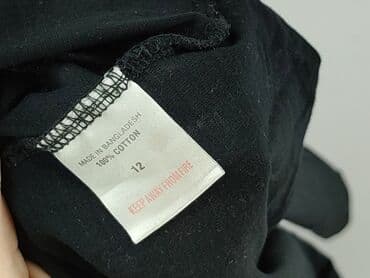 MADE IN BANGLADESH
100% COTTON
12
KEEP AWAY FROM FIRE